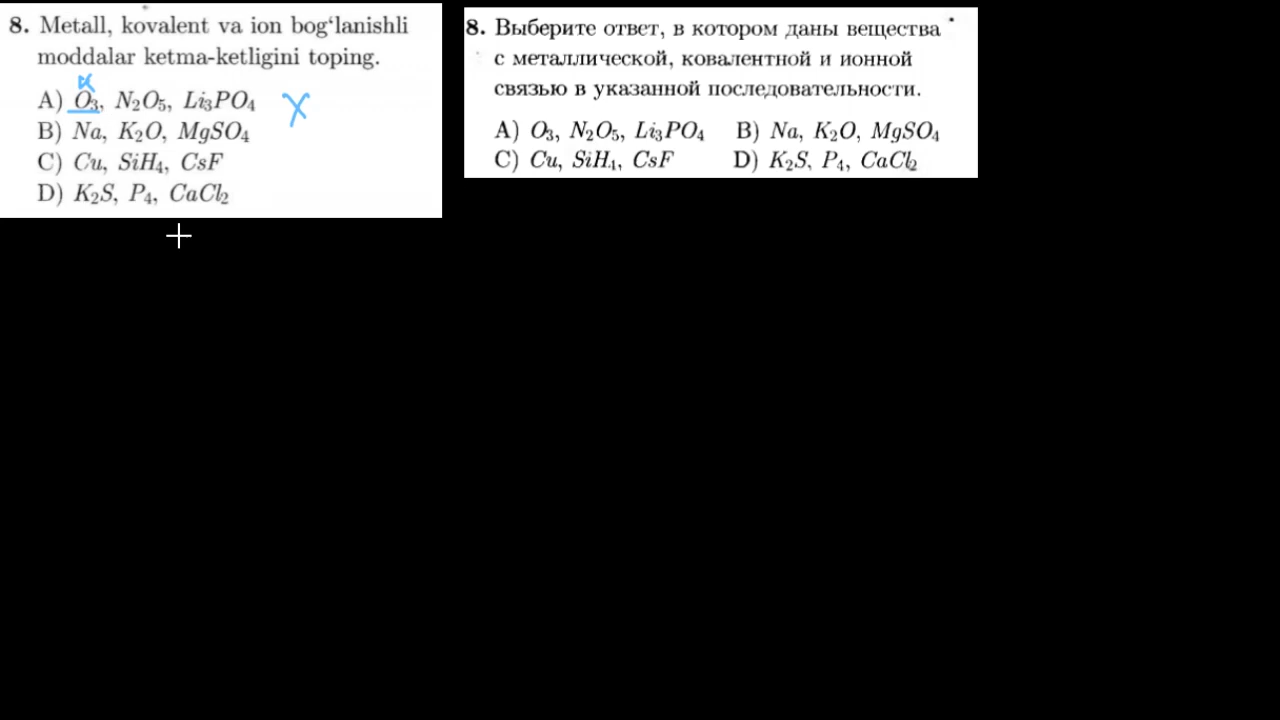 8. Metall, kovalent va ion bog‘lanishli
moddalar ketma-ketligini toping.
A) O₃, N₂O₅, Li₃PO₄ X
B) Na, K₂O, MgSO₄
C) Cu, SiH₄, CsF
D) K₂S, P₄, CaCl₂
8. Выберите ответ, в котором даны вещества
с металлической, ковалентной и ионной
связью в указанной последовательности.
A) O₃, N₂O₅, Li₃PO₄ B) Na, K₂O, MgSO₄
C) Cu, SiH₄, CsF D) K₂S, P₄, CaCl₂